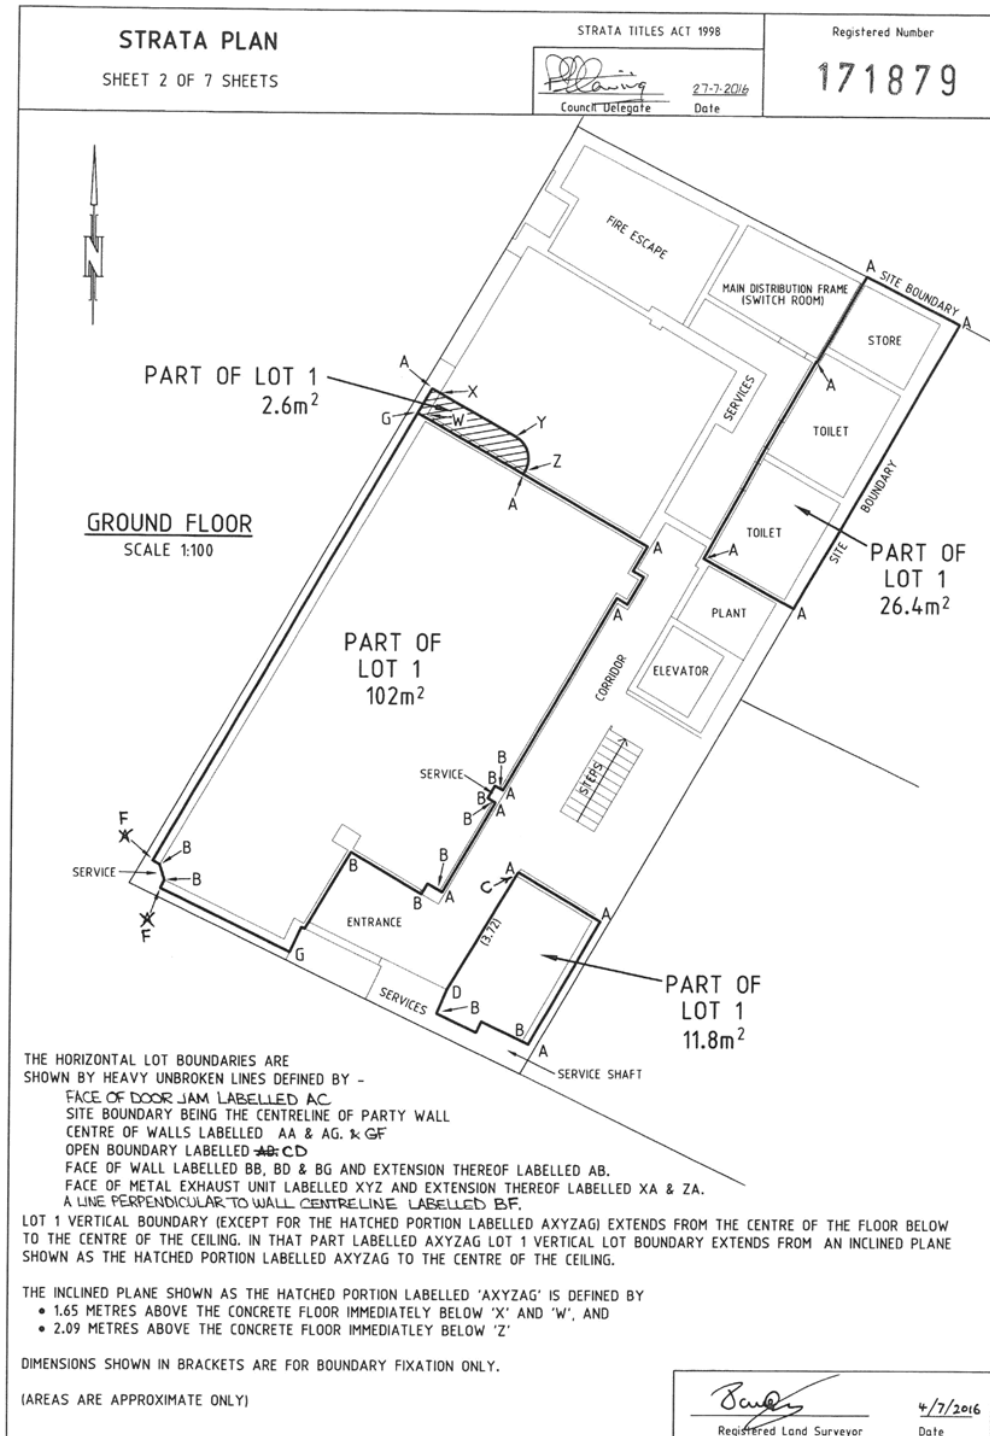 STRATA PLAN
SHEET 2 OF 7 SHEETS
STRATA TITLES ACT 1998
27-7-2016
Council Delegate Date
Registered Number
171879
N
FIRE ESCAPE
MAIN DISTRIBUTION FRAME
(SWITCH ROOM)
A SITE BOUNDARY A
STORE
A
TOILET
SERVICES
A X
PART OF LOT 1
2.6m²
G W Y
Z
A
GROUND FLOOR
SCALE 1:100
TOILET
A
A
SITE BOUNDARY
PART OF
LOT 1
26.4m²
A
A
PLANT
ELEVATOR
CORRIDOR
PART OF
LOT 1
102m²
STEPS
SERVICE
B B A
B B A
F
A
B
SERVICE
B
A
F
B
B
B A
ENTRANCE
G
SERVICES
A
C
A
(3.72)
D
B
B
A
PART OF
LOT 1
11.8m²
SERVICE SHAFT
THE HORIZONTAL LOT BOUNDARIES ARE
SHOWN BY HEAVY UNBROKEN LINES DEFINED BY -
FACE OF DOOR JAM LABELLED AC
SITE BOUNDARY BEING THE CENTRELINE OF PARTY WALL
CENTRE OF WALLS LABELLED AA & AG. & GF
OPEN BOUNDARY LABELLED AB. CD
FACE OF WALL LABELLED BB, BD & BG AND EXTENSION THEREOF LABELLED AB.
FACE OF METAL EXHAUST UNIT LABELLED XYZ AND EXTENSION THEREOF LABELLED XA & ZA.
A LINE PERPENDICULAR TO WALL CENTRELINE LABELLED BF.
LOT 1 VERTICAL BOUNDARY (EXCEPT FOR THE HATCHED PORTION LABELLED AXYZAG) EXTENDS FROM THE CENTRE OF THE FLOOR BELOW
TO THE CENTRE OF THE CEILING. IN THAT PART LABELLED AXYZAG LOT 1 VERTICAL LOT BOUNDARY EXTENDS FROM AN INCLINED PLANE
SHOWN AS THE HATCHED PORTION LABELLED AXYZAG TO THE CENTRE OF THE CEILING.
THE INCLINED PLANE SHOWN AS THE HATCHED PORTION LABELLED 'AXYZAG' IS DEFINED BY
• 1.65 METRES ABOVE THE CONCRETE FLOOR IMMEDIATELY BELOW 'X' AND 'W', AND
• 2.09 METRES ABOVE THE CONCRETE FLOOR IMMEDIATLEY BELOW 'Z'
DIMENSIONS SHOWN IN BRACKETS ARE FOR BOUNDARY FIXATION ONLY.
(AREAS ARE APPROXIMATE ONLY)
4/7/2016
Registered Land Surveyor Date